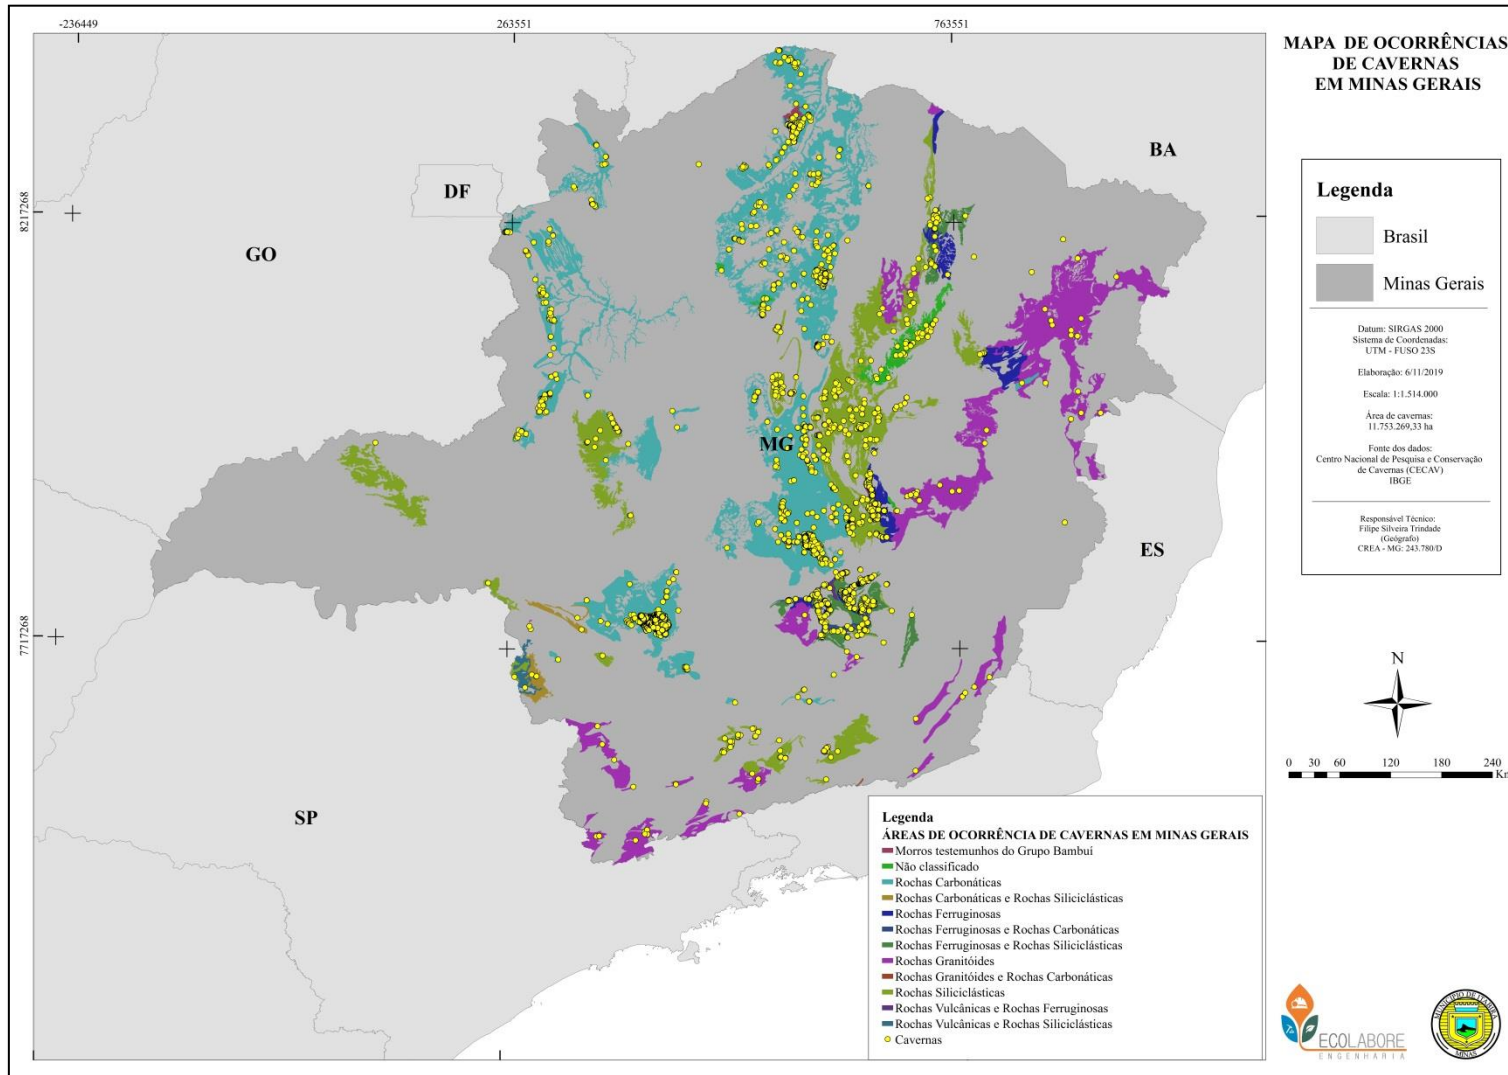 -236449
263551
763551
MAPA DE OCORRÊNCIAS
DE CAVERNAS
EM MINAS GERAIS
BA
DF
8217268
GO
Legenda
Brasil
Minas Gerais
Datum: SIRGAS 2000
Sistema de Coordenadas:
UTM - FUSO 23S
Elaboração: 6/11/2019
Escala: 1:1.514.000
Área de cavernas:
11.753.269,33 ha
Fonte dos dados:
Centro Nacional de Pesquisa e Conservação
de Cavernas (CECAV)
IBGE
Responsável Técnico:
Filipe Silveira Trindade
(Geógrafo)
CREA - MG: 243.780/D
MG
ES
7717268
N
0 30 60 120 180 240
Km
SP
Legenda
ÁREAS DE OCORRÊNCIA DE CAVERNAS EM MINAS GERAIS
Morros testemunhos do Grupo Bambuí
Não classificado
Rochas Carbonáticas
Rochas Carbonáticas e Rochas Siliciclásticas
Rochas Ferruginosas
Rochas Ferruginosas e Rochas Carbonáticas
Rochas Ferruginosas e Rochas Siliciclásticas
Rochas Granitóides
Rochas Granitóides e Rochas Carbonáticas
Rochas Siliciclásticas
Rochas Vulcânicas e Rochas Ferruginosas
Rochas Vulcânicas e Rochas Siliciclásticas
Cavernas
ECOLABORE
ENGENHARIA
MUNICÍPIO DE ITABIRA
MINAS